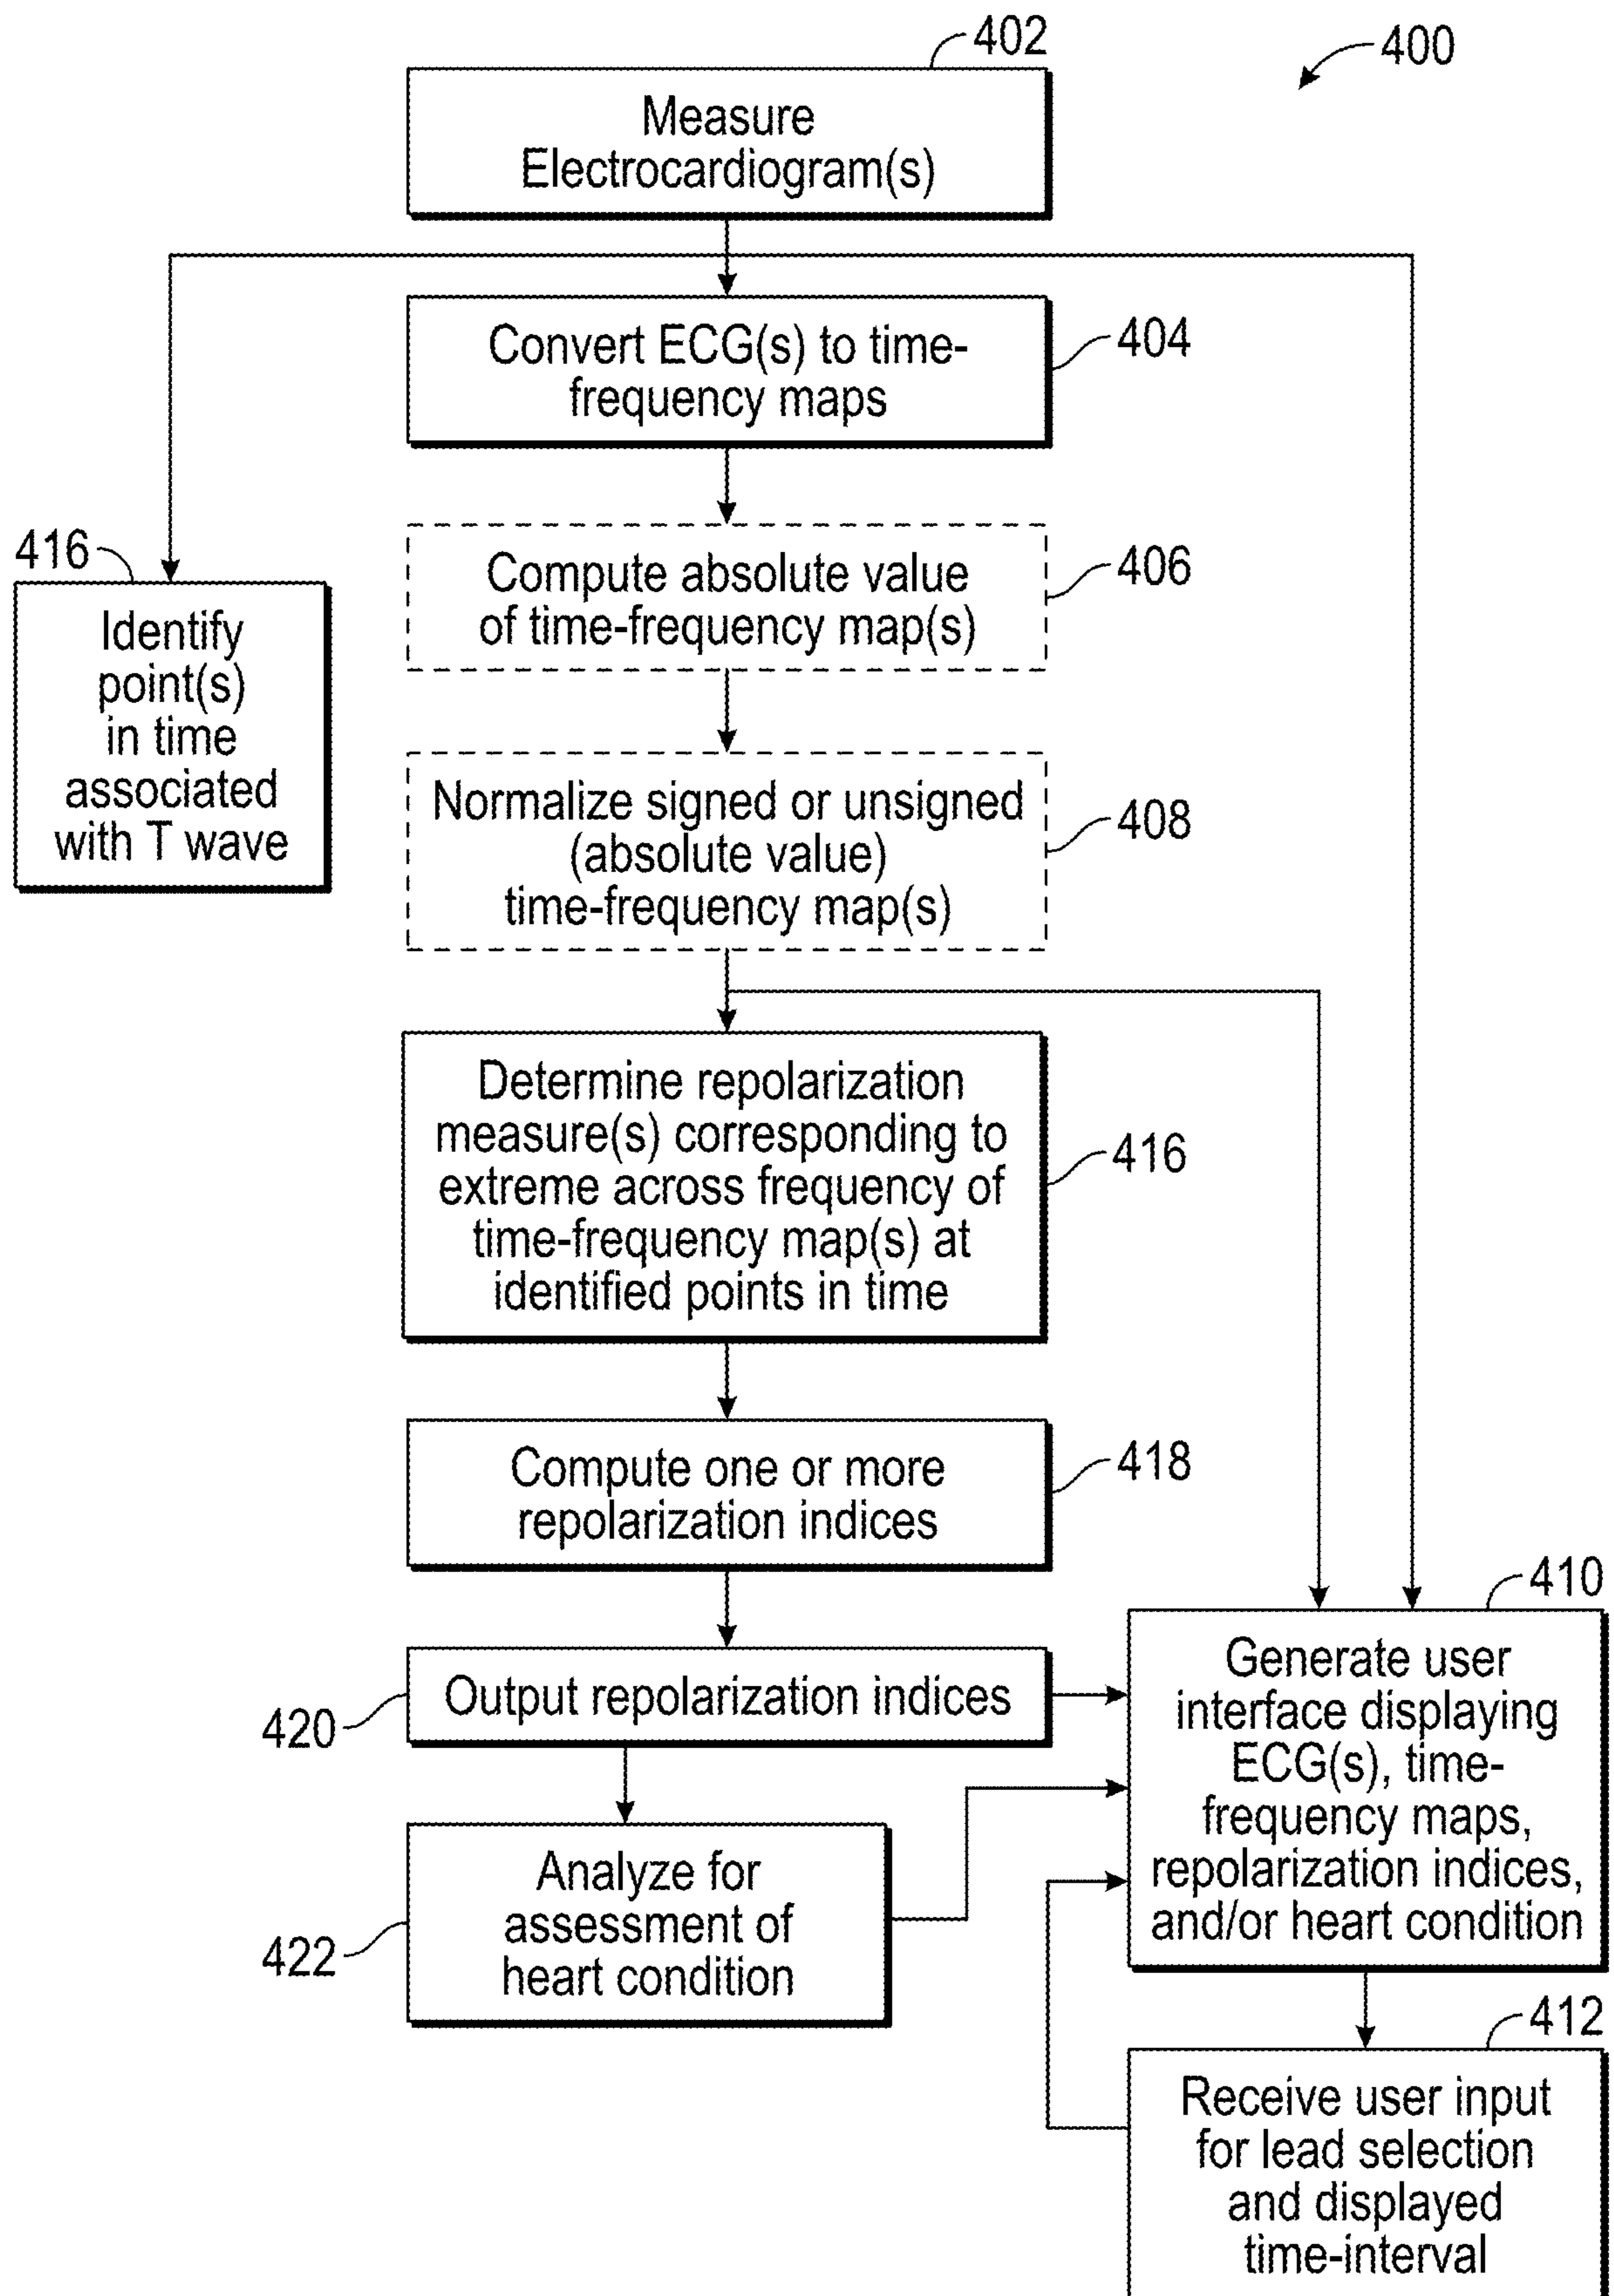 402
400
Measure
Electrocardiogram(s)
Convert ECG(s) to time-
frequency maps
404
416
Identify
point(s)
in time
associated
with T wave
Compute absolute value
of time-frequency map(s)
406
Normalize signed or unsigned
(absolute value)
time-frequency map(s)
408
Determine repolarization
measure(s) corresponding to
extreme across frequency of
time-frequency map(s) at
identified points in time
416
Compute one or more
repolarization indices
418
Output repolarization indices
420
Analyze for
assessment of
heart condition
422
410
Generate user
interface displaying
ECG(s), time-
frequency maps,
repolarization indices,
and/or heart condition
412
Receive user input
for lead selection
and displayed
time-interval